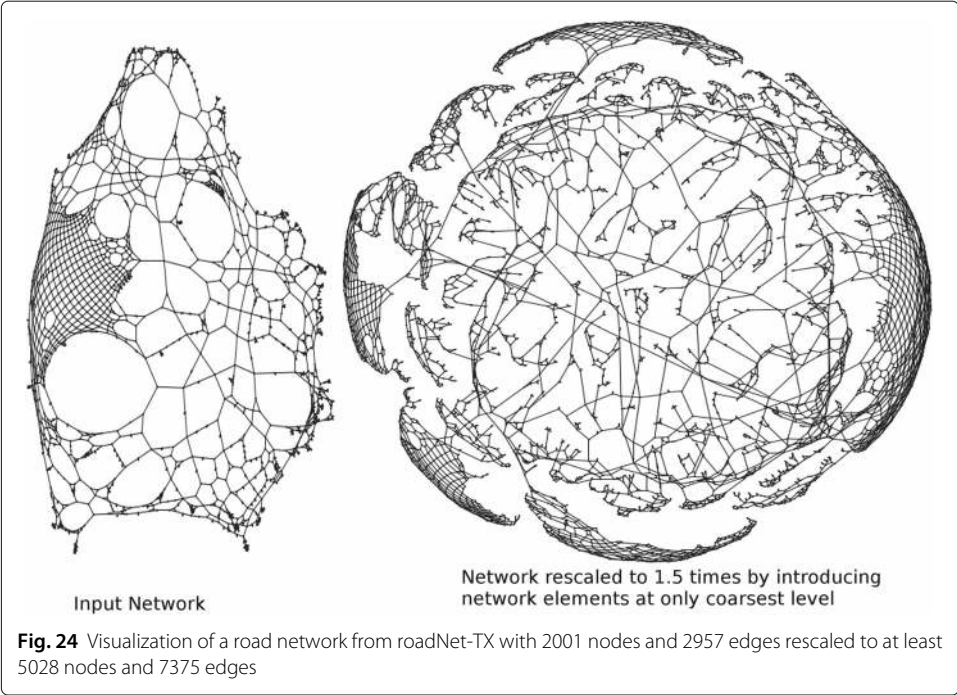 Input Network
Network rescaled to 1.5 times by introducing
network elements at only coarsest level
Fig. 24 Visualization of a road network from roadNet-TX with 2001 nodes and 2957 edges rescaled to at least
5028 nodes and 7375 edges